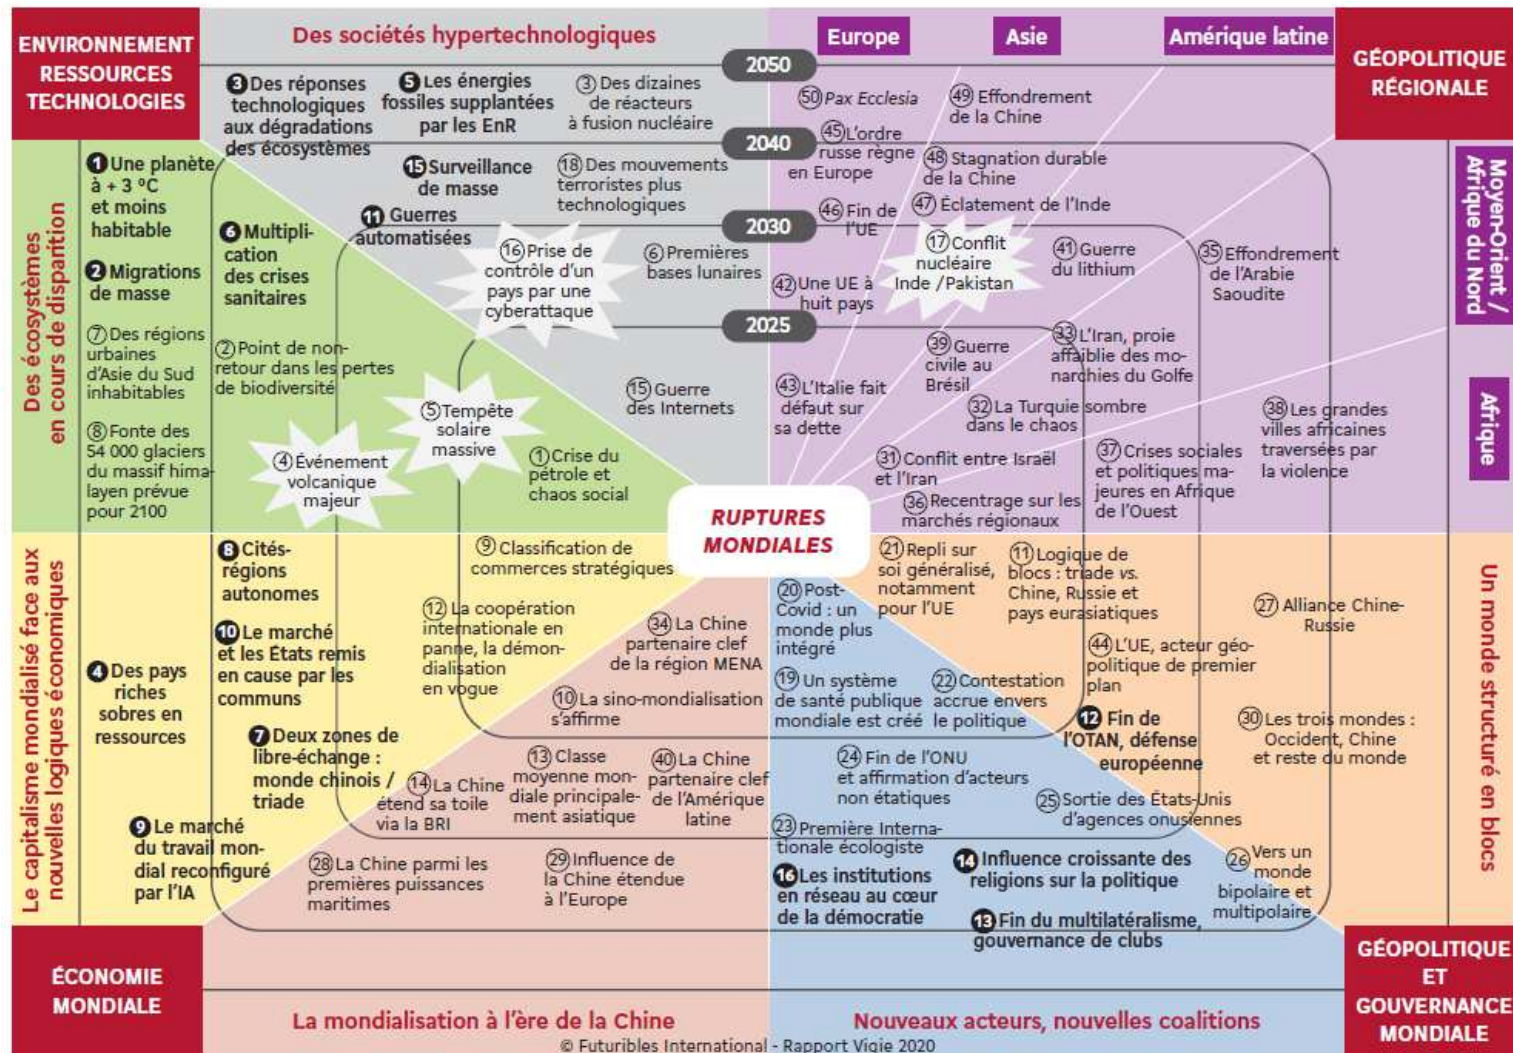 ENVIRONNEMENT
RESSOURCES
TECHNOLOGIES
Des sociétés hypertechnologiques
Europe
Asie
Amérique latine
GÉOPOLITIQUE
RÉGIONALE
2050
2040
2030
2025
3 Des réponses
technologiques
aux dégradations
des écosystèmes
5 Les énergies
fossiles supplantées
par les EnR
3 Des dizaines
de réacteurs
à fusion nucléaire
15 Surveillance
de masse
18 Des mouvements
terroristes plus
technologiques
11 Guerres
automatisées
16 Prise de
contrôle d'un
pays par une
cyberattaque
6 Premières
bases lunaires
15 Guerre
des Internets
Des écosystèmes
en cours de disparition
1 Une planète
à + 3 °C
et moins
habitable
2 Migrations
de masse
7 Des régions
urbaines
d'Asie du Sud
inhabitables
8 Fonte des
54 000 glaciers
du massif hima-
layen prévue
pour 2100
6 Multipli-
cation
des crises
sanitaires
2 Point de non-
retour dans les pertes
de biodiversité
4 Événement
volcanique
majeur
5 Tempête
solaire
massive
1 Crise du
pétrole et
chaos social
50 Pax Ecclesia
49 Effondrement
de la Chine
45 L'ordre
russe règne
en Europe
48 Stagnation durable
de la Chine
46 Fin de
l'UE
47 Éclatement de l'Inde
17 Conflit
nucléaire
Inde /Pakistan
41 Guerre
du lithium
35 Effondrement
de l'Arabie
Saoudite
42 Une UE à
huit pays
39 Guerre
civile au
Brésil
33 L'Iran, proie
affaiblie des mo-
narchies du Golfe
43 L'Italie fait
défaut sur
sa dette
32 La Turquie sombre
dans le chaos
38 Les grandes
villes africaines
traversées par
la violence
31 Conflit entre Israël
et l'Iran
37 Crises sociales
et politiques ma-
jeures en Afrique
de l'Ouest
36 Recentrage sur les
marchés régionaux
Moyen-Orient /
Afrique du Nord
Afrique
RUPTURES
MONDIALES
Le capitalisme mondialisé face aux
nouvelles logiques économiques
4 Des pays
riches
sobres en
ressources
8 Cités-
régions
autonomes
10 Le marché
et les États remis
en cause par les
communs
7 Deux zones de
libre-échange :
monde chinois /
triade
9 Le marché
du travail mon-
dial reconfiguré
par l'IA
9 Classification de
commerces stratégiques
12 La coopération
internationale en
panne, la démon-
dialisation
en vogue
34 La Chine
partenaire clef
de la région MENA
10 La sino-mondialisation
s'affirme
14 La Chine
étend sa toile
via la BRI
13 Classe
moyenne mon-
diale principale-
ment asiatique
40 La Chine
partenaire clef
de l'Amérique
latine
28 La Chine parmi les
premières puissances
maritimes
29 Influence de
la Chine étendue
à l'Europe
20 Post-
Covid : un
monde plus
intégré
21 Repli sur
soi généralisé,
notamment
pour l'UE
11 Logique de
blocs : triade vs.
Chine, Russie et
pays eurasiatiques
27 Alliance Chine-
Russie
44 L'UE, acteur géo-
politique de premier
plan
19 Un système
de santé publique
mondiale est créé
22 Contestation
accrue envers
le politique
12 Fin de
l'OTAN, défense
européenne
30 Les trois mondes :
Occident, Chine
et reste du monde
24 Fin de l'ONU
et affirmation d'acteurs
non étatiques
25 Sortie des États-Unis
d'agences onusiennes
23 Première Interna-
tionale écologiste
16 Les institutions
en réseau au cœur
de la démocratie
14 Influence croissante des
religions sur la politique
13 Fin du multilatéralisme,
gouvernance de clubs
26 Vers un
monde
bipolaire et
multipolaire
Un monde structuré en blocs
ÉCONOMIE
MONDIALE
La mondialisation à l'ère de la Chine
Nouveaux acteurs, nouvelles coalitions
GÉOPOLITIQUE
ET
GOUVERNANCE
MONDIALE
© Futuribles International - Rapport Vigie 2020